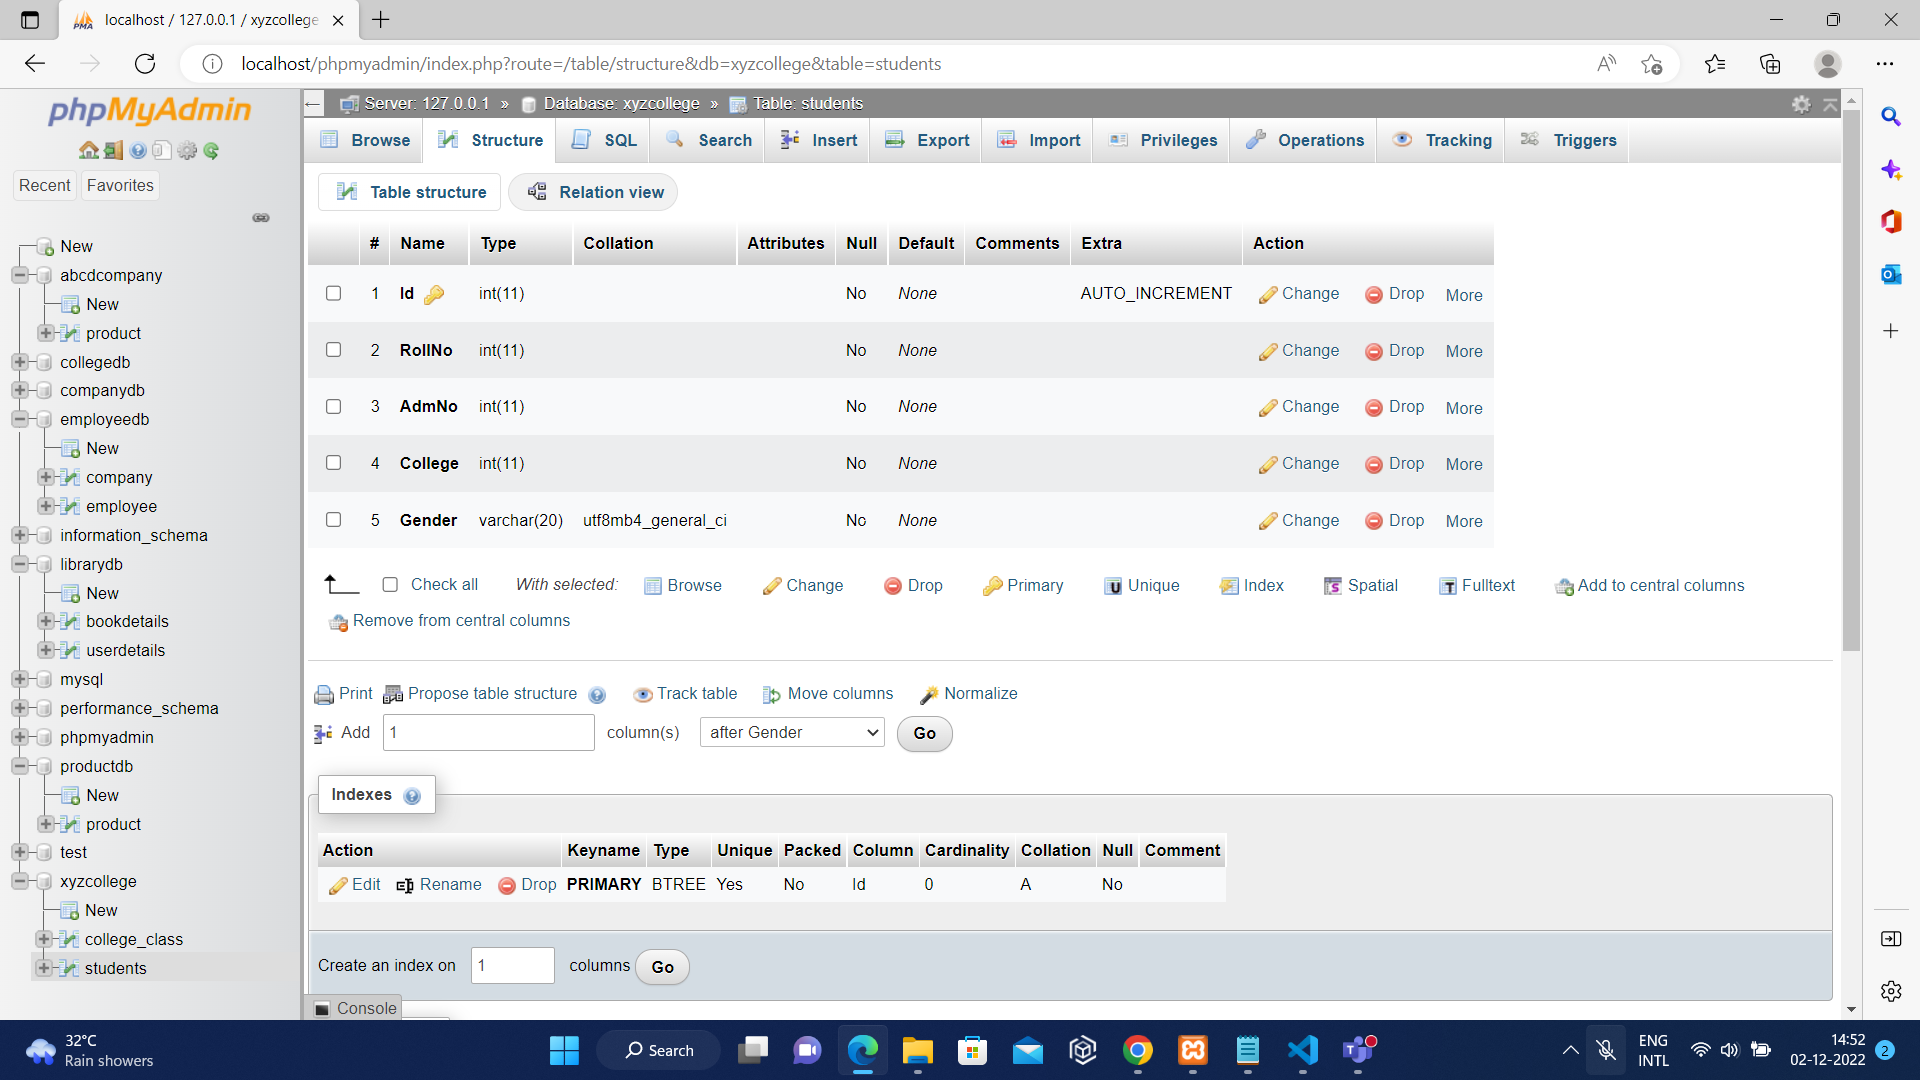 localhost / 127.0.0.1 / xyzcollege
localhost/phpmyadmin/index.php?route=/table/structure&db=xyzcollege&table=students
phpMyAdmin
Recent Favorites
New
abcdcompany
New
product
collegedb
companydb
employeedb
New
company
employee
information_schema
librarydb
New
bookdetails
userdetails
mysql
performance_schema
phpmyadmin
productdb
New
product
test
xyzcollege
New
college_class
students
Server: 127.0.0.1 » Database: xyzcollege » Table: students
Browse Structure SQL Search Insert Export Import Privileges Operations Tracking Triggers
Table structure Relation view
# Name Type Collation Attributes Null Default Comments Extra Action
1 Id int(11) No None AUTO_INCREMENT Change Drop More
2 RollNo int(11) No None Change Drop More
3 AdmNo int(11) No None Change Drop More
4 College int(11) No None Change Drop More
5 Gender varchar(20) utf8mb4_general_ci No None Change Drop More
Check all With selected: Browse Change Drop Primary Unique Index Spatial Fulltext Add to central columns
Remove from central columns
Print Propose table structure Track table Move columns Normalize
Add 1 column(s) after Gender Go
Indexes
Action Keyname Type Unique Packed Column Cardinality Collation Null Comment
Edit Rename Drop PRIMARY BTREE Yes No Id 0 A No
Create an index on 1 columns Go
Console
32°C
Rain showers
Search
ENG
INTL
14:52
02-12-2022
2